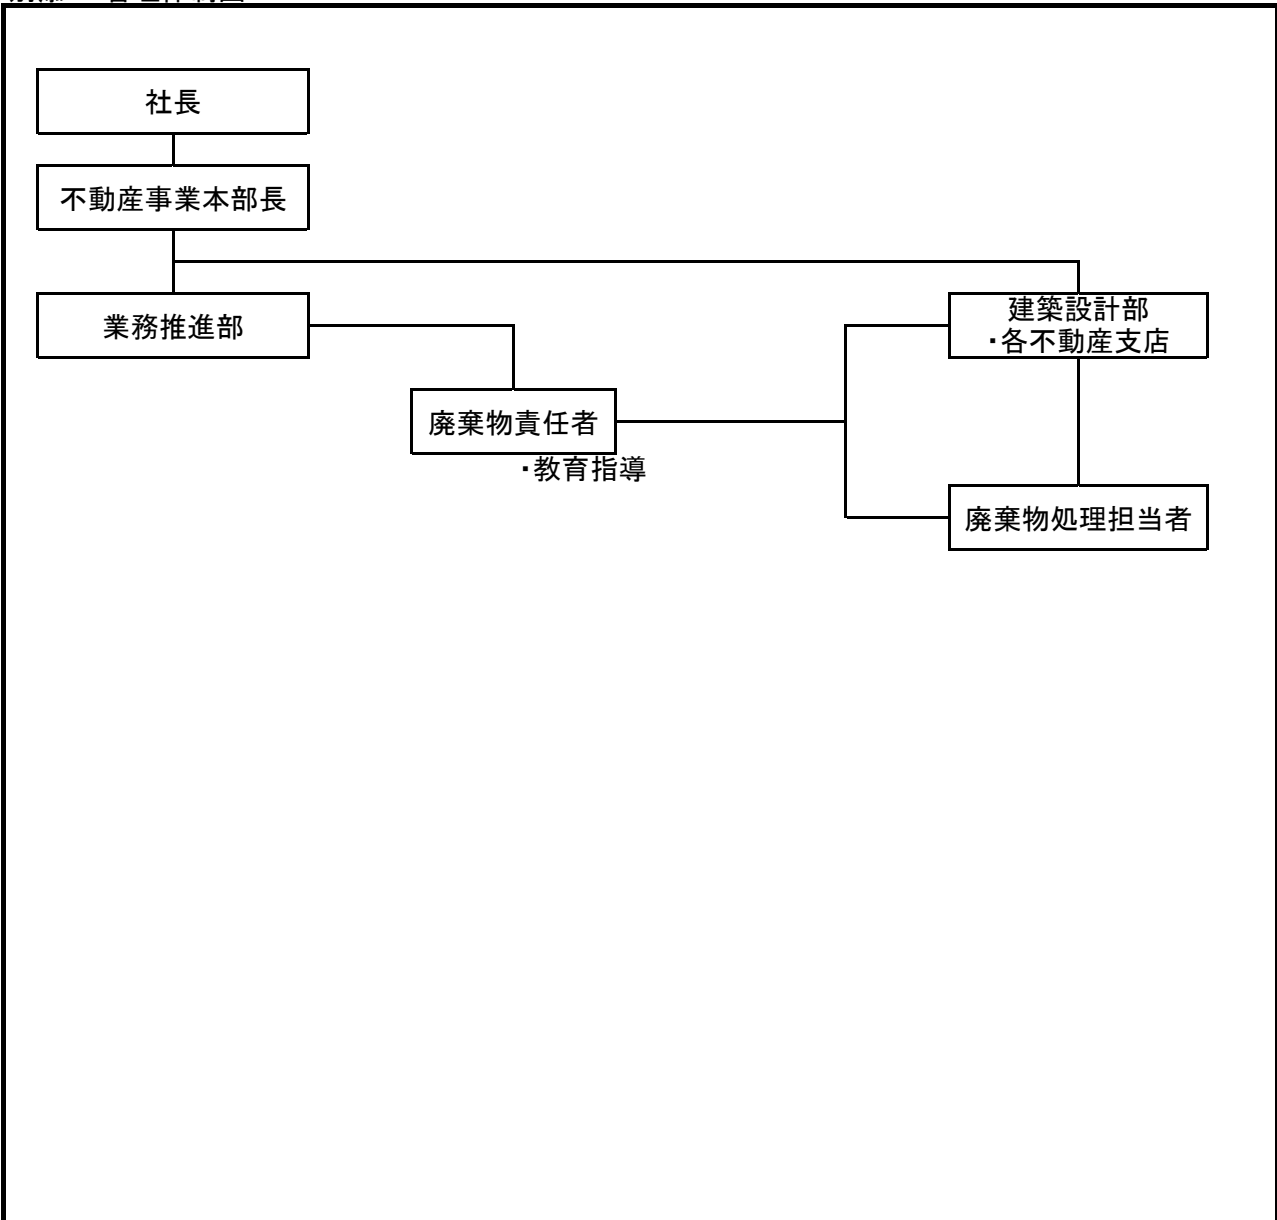 社長
不動産事業本部長
業務推進部
建築設計部
・各不動産支店
廃棄物責任者
・教育指導
廃棄物処理担当者